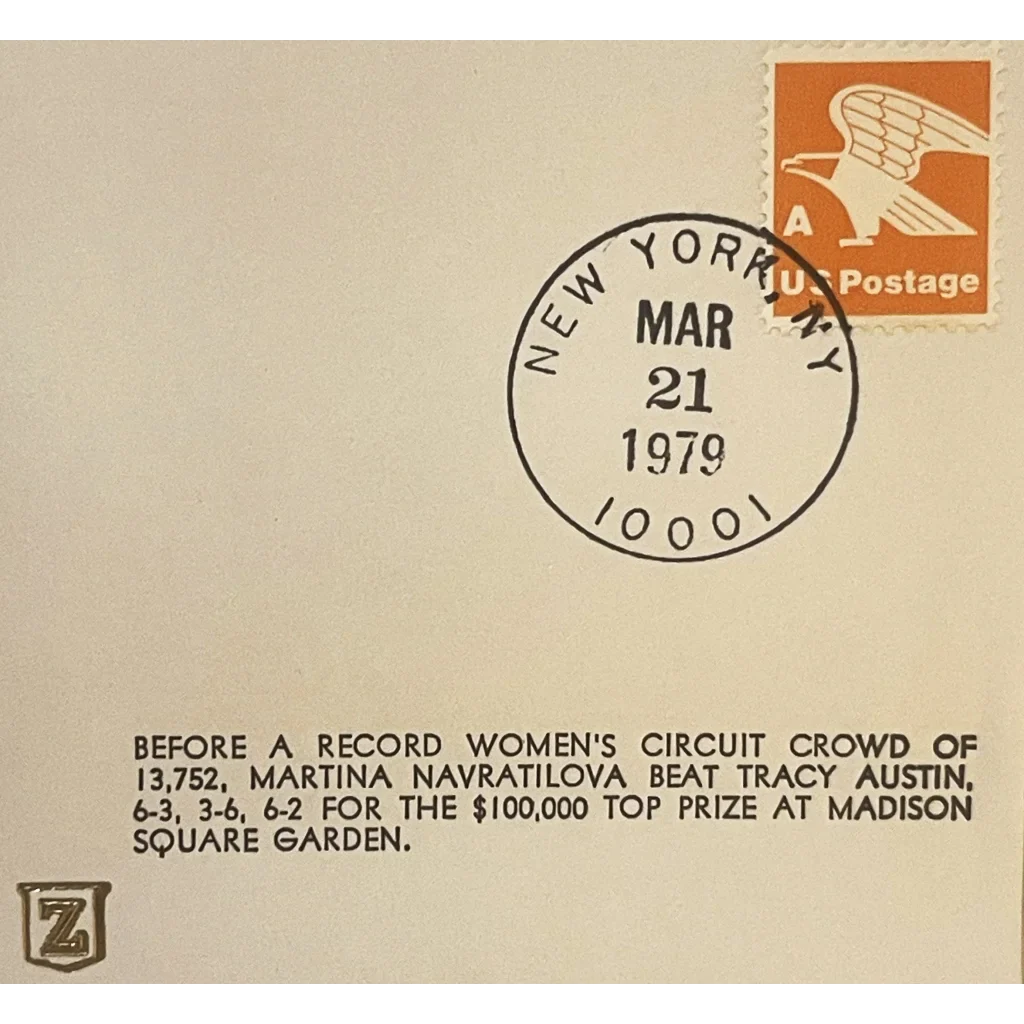 A
US Postage
NEW YORK, NY
MAR
21
1979
10001
BEFORE A RECORD WOMEN'S CIRCUIT CROWD OF
13,752, MARTINA NAVRATILOVA BEAT TRACY AUSTIN,
6-3, 3-6, 6-2 FOR THE $100,000 TOP PRIZE AT MADISON
SQUARE GARDEN.
Z